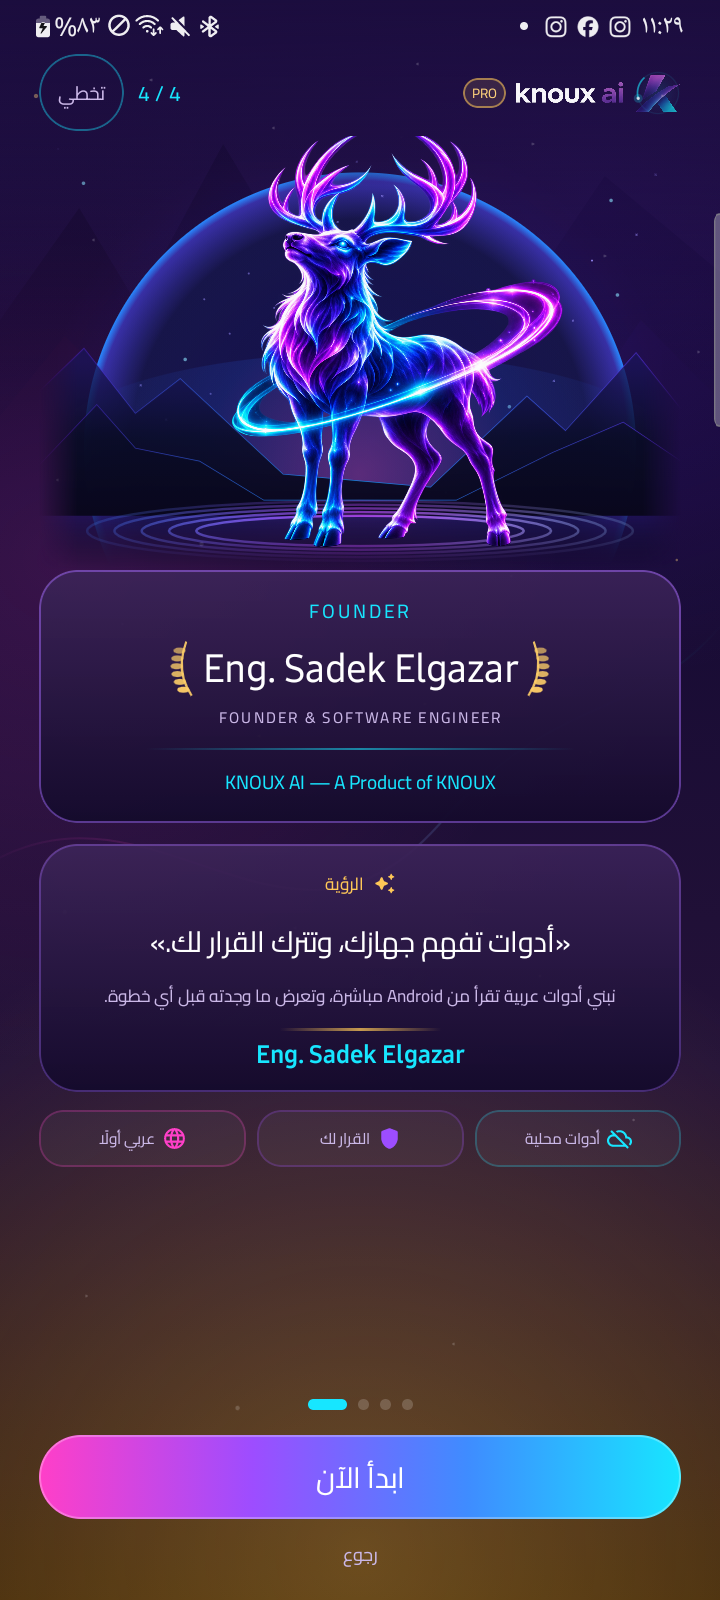 ١١:٢٩
%٨٣
knoux ai PRO
4 / 4
تخطي
FOUNDER
Eng. Sadek Elgazar
FOUNDER & SOFTWARE ENGINEER
KNOUX AI — A Product of KNOUX
الرؤية
«أدوات تفهم جهازك، وتترك القرار لك.»
نبني أدوات عربية تقرأ من Android مباشرة، وتعرض ما وجدته قبل أي خطوة.
Eng. Sadek Elgazar
أدوات محلية
القرار لك
عربي أولًا
ابدأ الآن
رجوع